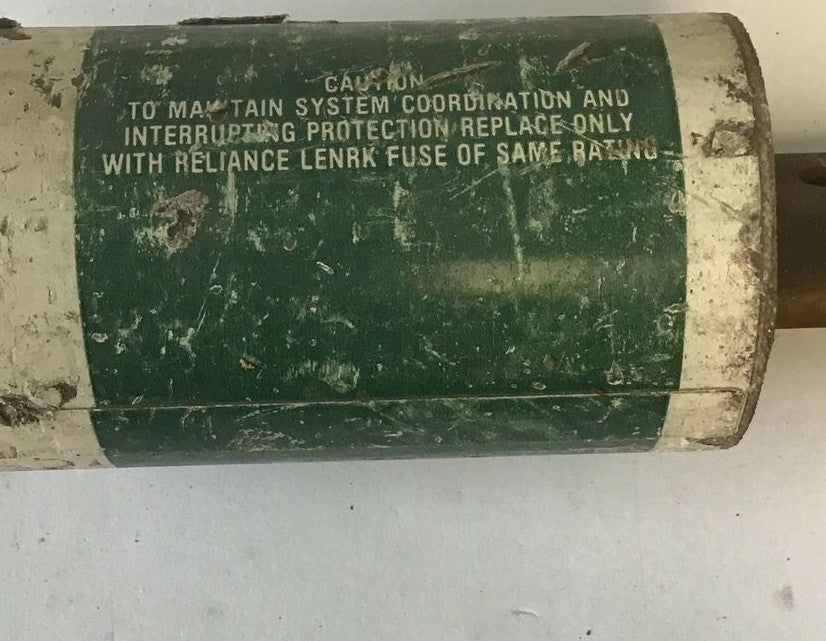 CAUTION
TO MAINTAIN SYSTEM COORDINATION AND
INTERRUPTING PROTECTION REPLACE ONLY
WITH RELIANCE LENRK FUSE OF SAME RATING